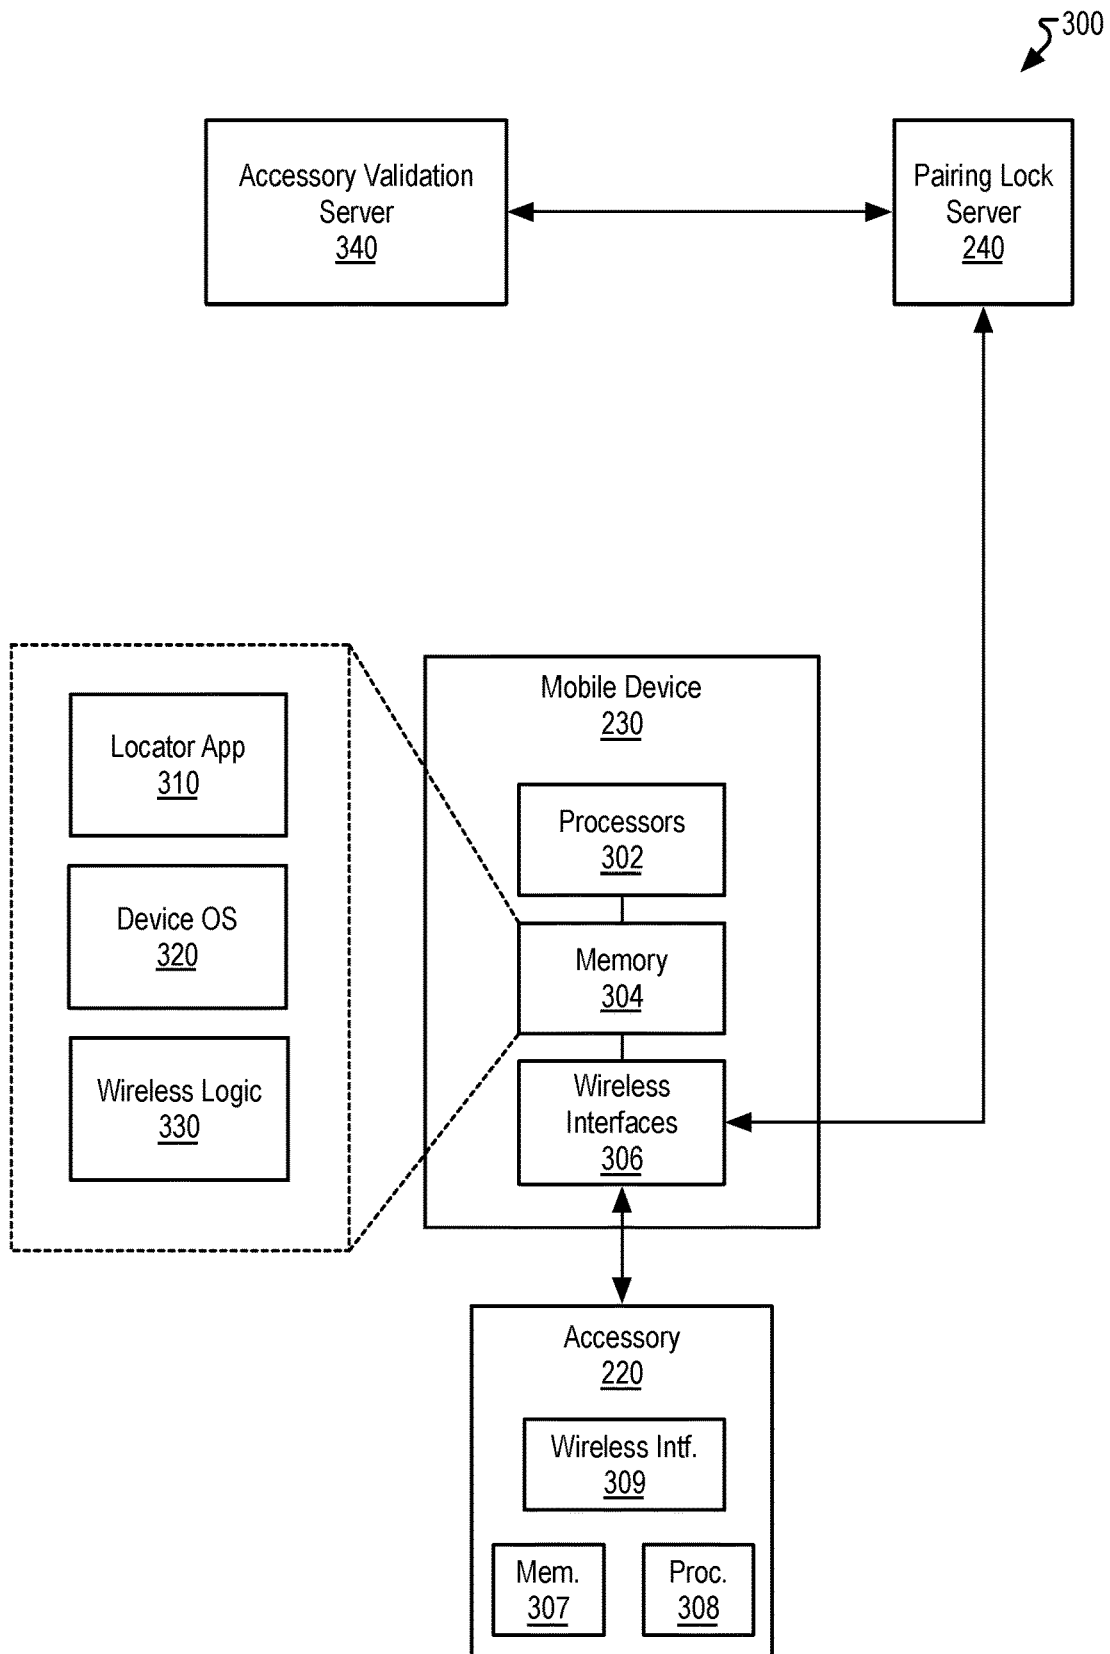 300
Accessory Validation
Server
340
Pairing Lock
Server
240
Mobile Device
230
Locator App
310
Device OS
320
Wireless Logic
330
Processors
302
Memory
304
Wireless
Interfaces
306
Accessory
220
Wireless Intf.
309
Mem.
307
Proc.
308